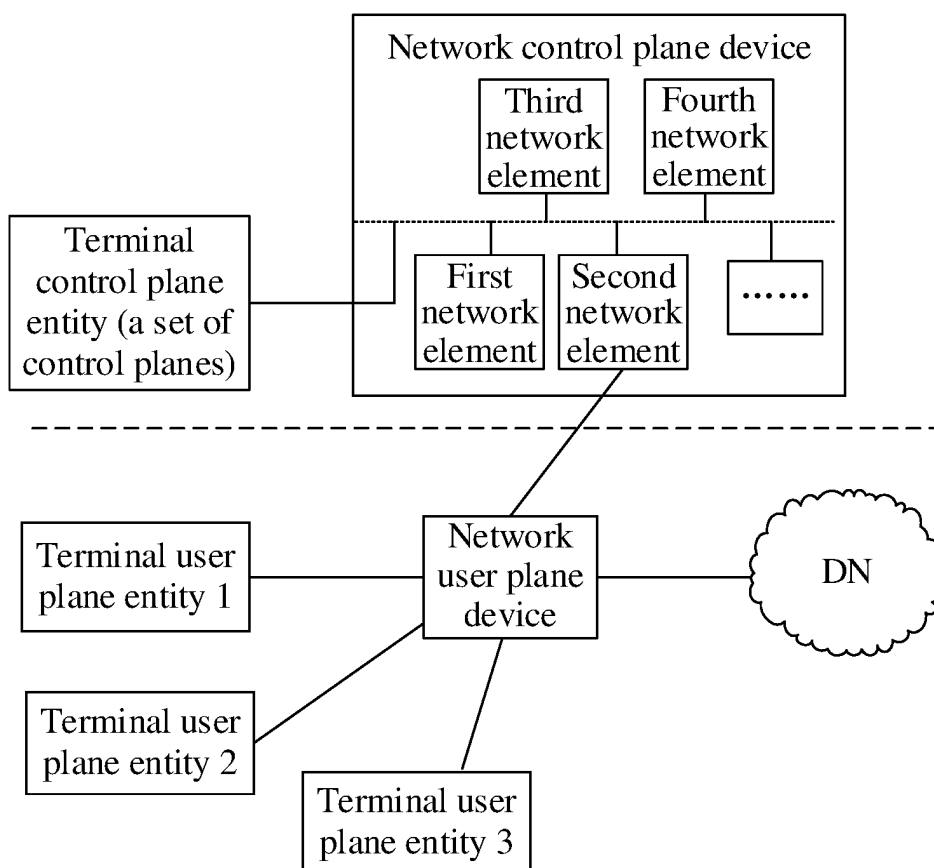 Network control plane device
Third
network
element
Fourth
network
element
Terminal
control plane
entity (a set of
control planes)
First
network
element
Second
network
element
......
Network
user plane
device
DN
Terminal user
plane entity 1
Terminal user
plane entity 2
Terminal user
plane entity 3